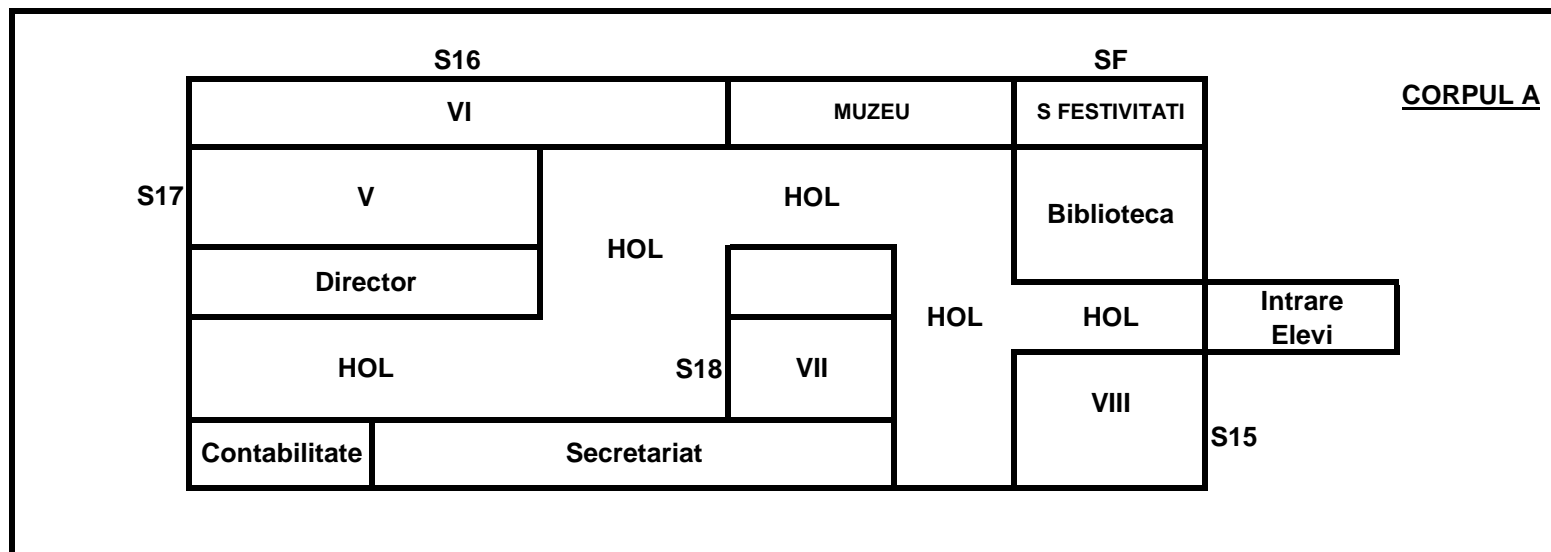 S16
SF
VI
MUZEU
S FESTIVITATI
CORPUL A
S17
V
HOL
Biblioteca
HOL
Director
HOL
HOL
Intrare
Elevi
HOL
S18
VII
VIII
S15
Contabilitate
Secretariat